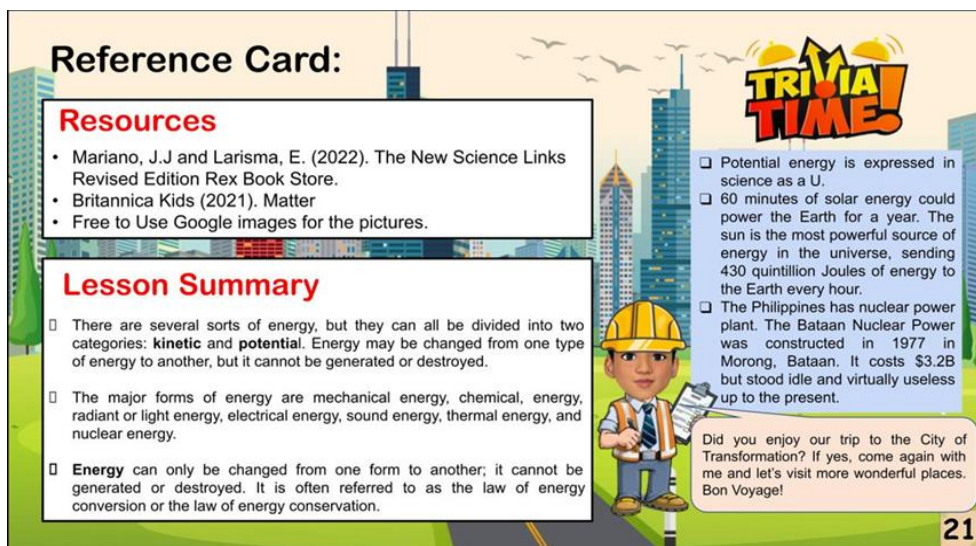 Reference Card:
Resources
• Mariano, J.J and Larisma, E. (2022). The New Science Links
Revised Edition Rex Book Store.
• Britannica Kids (2021). Matter
• Free to Use Google images for the pictures.
Lesson Summary
▯ There are several sorts of energy, but they can all be divided into two
categories: kinetic and potential. Energy may be changed from one type
of energy to another, but it cannot be generated or destroyed.
▯ The major forms of energy are mechanical energy, chemical, energy,
radiant or light energy, electrical energy, sound energy, thermal energy, and
nuclear energy.
▯ Energy can only be changed from one form to another; it cannot be
generated or destroyed. It is often referred to as the law of energy
conversion or the law of energy conservation.
TRIVIA
TIME!
❑ Potential energy is expressed in
science as a U.
❑ 60 minutes of solar energy could
power the Earth for a year. The
sun is the most powerful source of
energy in the universe, sending
430 quintillion Joules of energy to
the Earth every hour.
❑ The Philippines has nuclear power
plant. The Bataan Nuclear Power
was constructed in 1977 in
Morong, Bataan. It costs $3.2B
but stood idle and virtually useless
up to the present.
Did you enjoy our trip to the City of
Transformation? If yes, come again with
me and let's visit more wonderful places.
Bon Voyage!
21